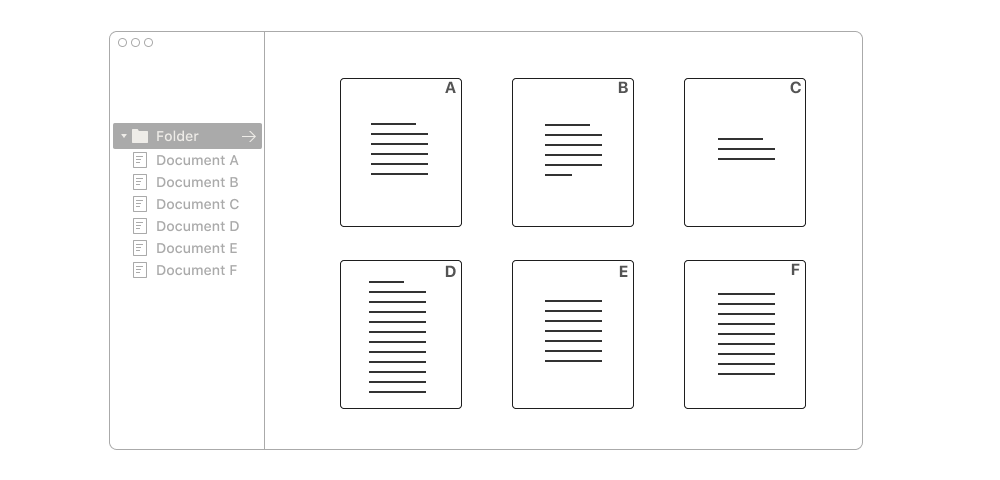 Folder
Document A
Document B
Document C
Document D
Document E
Document F
A
B
C
D
E
F